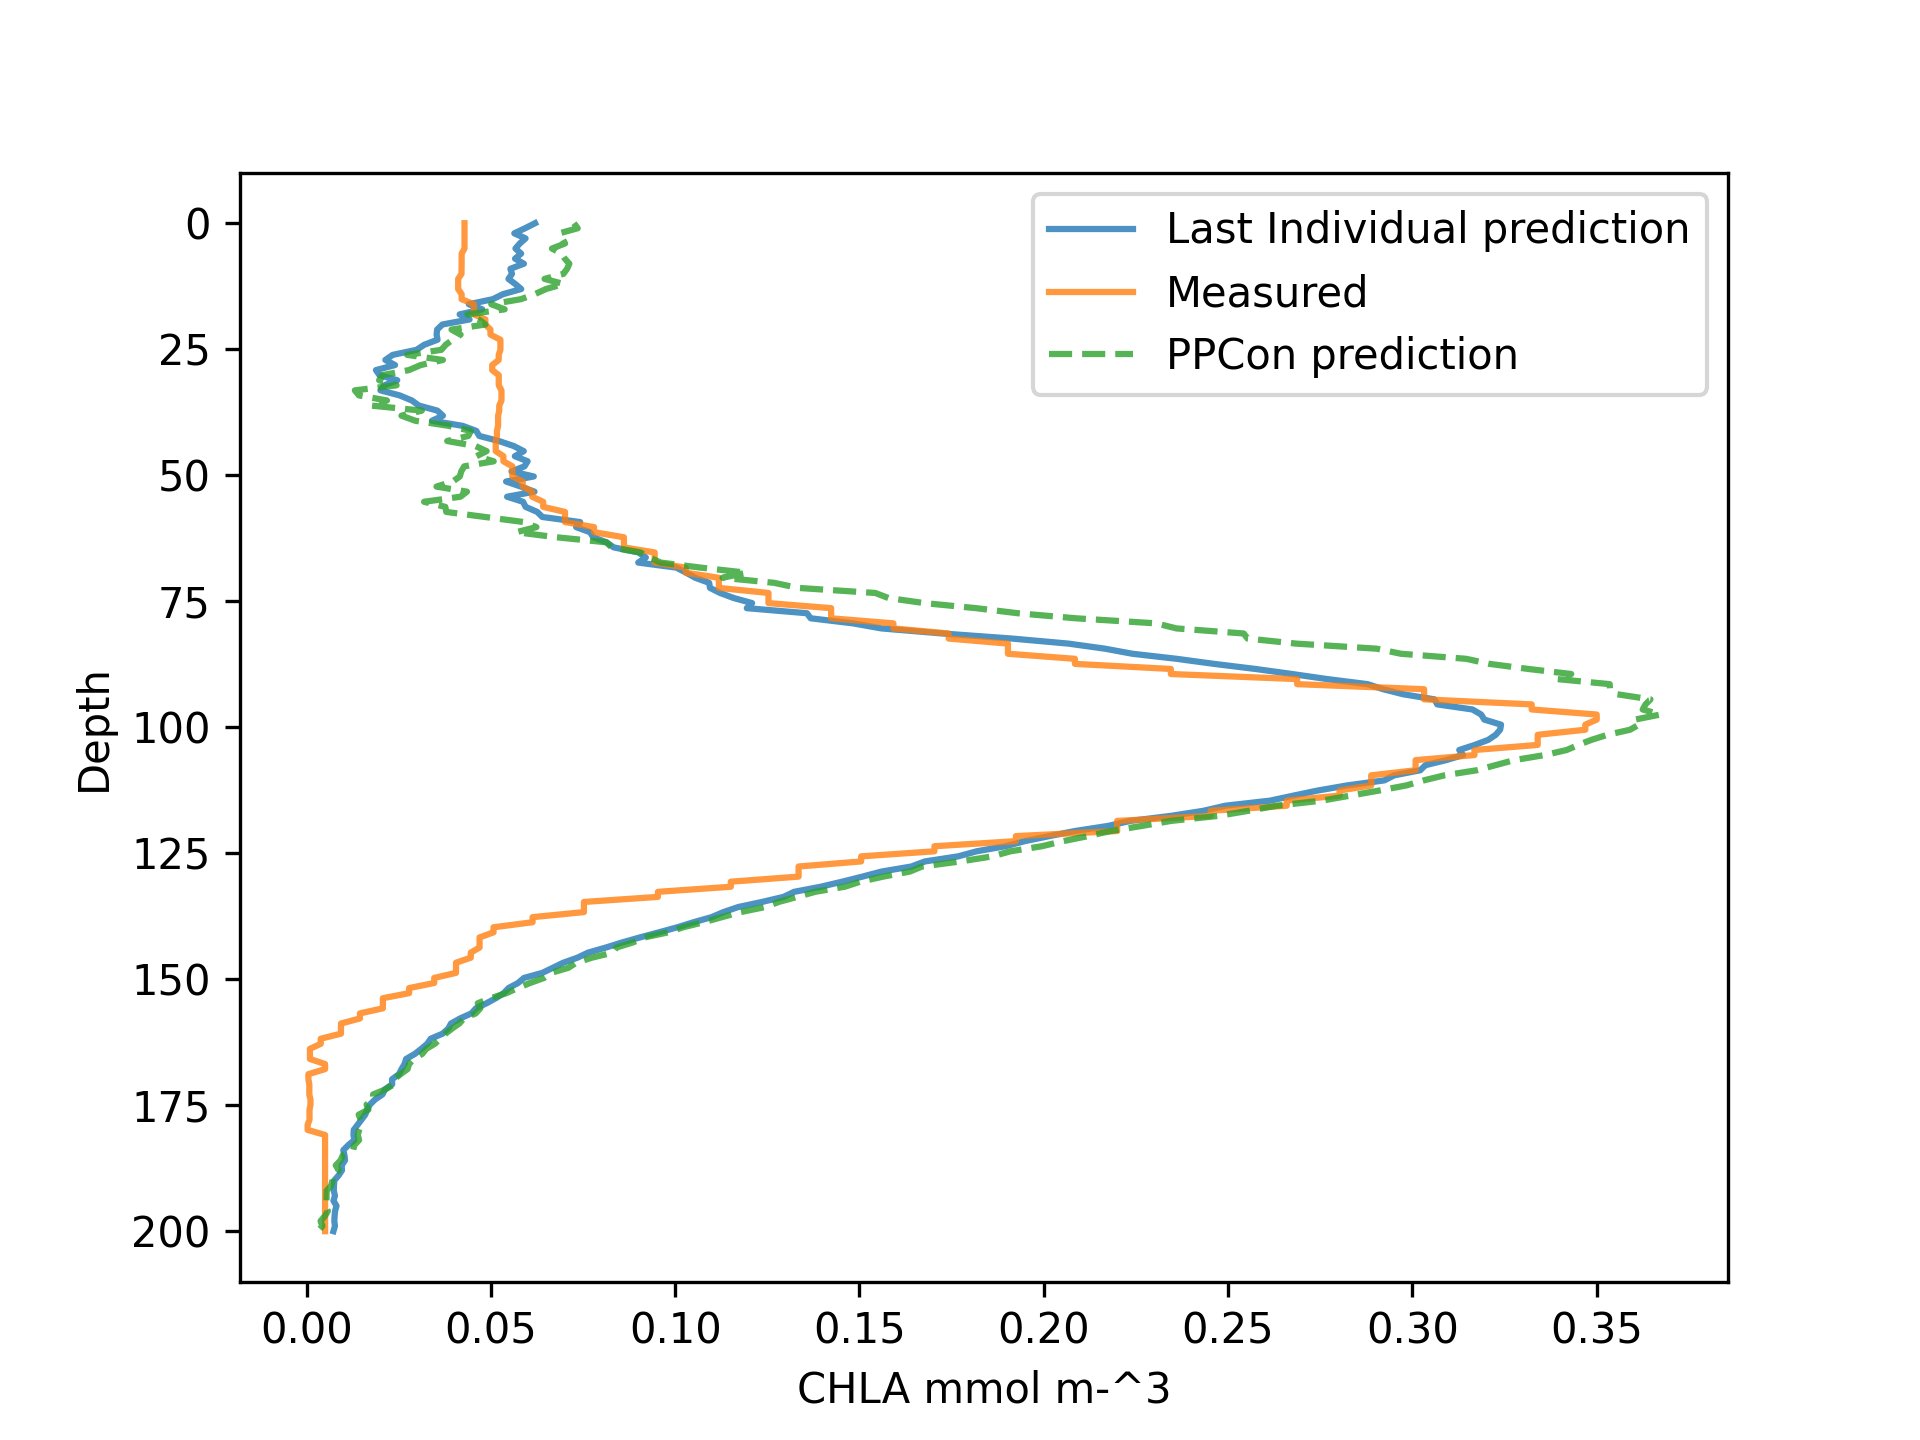 Last Individual prediction
Measured
PPCon prediction
0
25
50
75
100
125
150
175
200
Depth
0.00 0.05 0.10 0.15 0.20 0.25 0.30 0.35
CHLA mmol m-^3